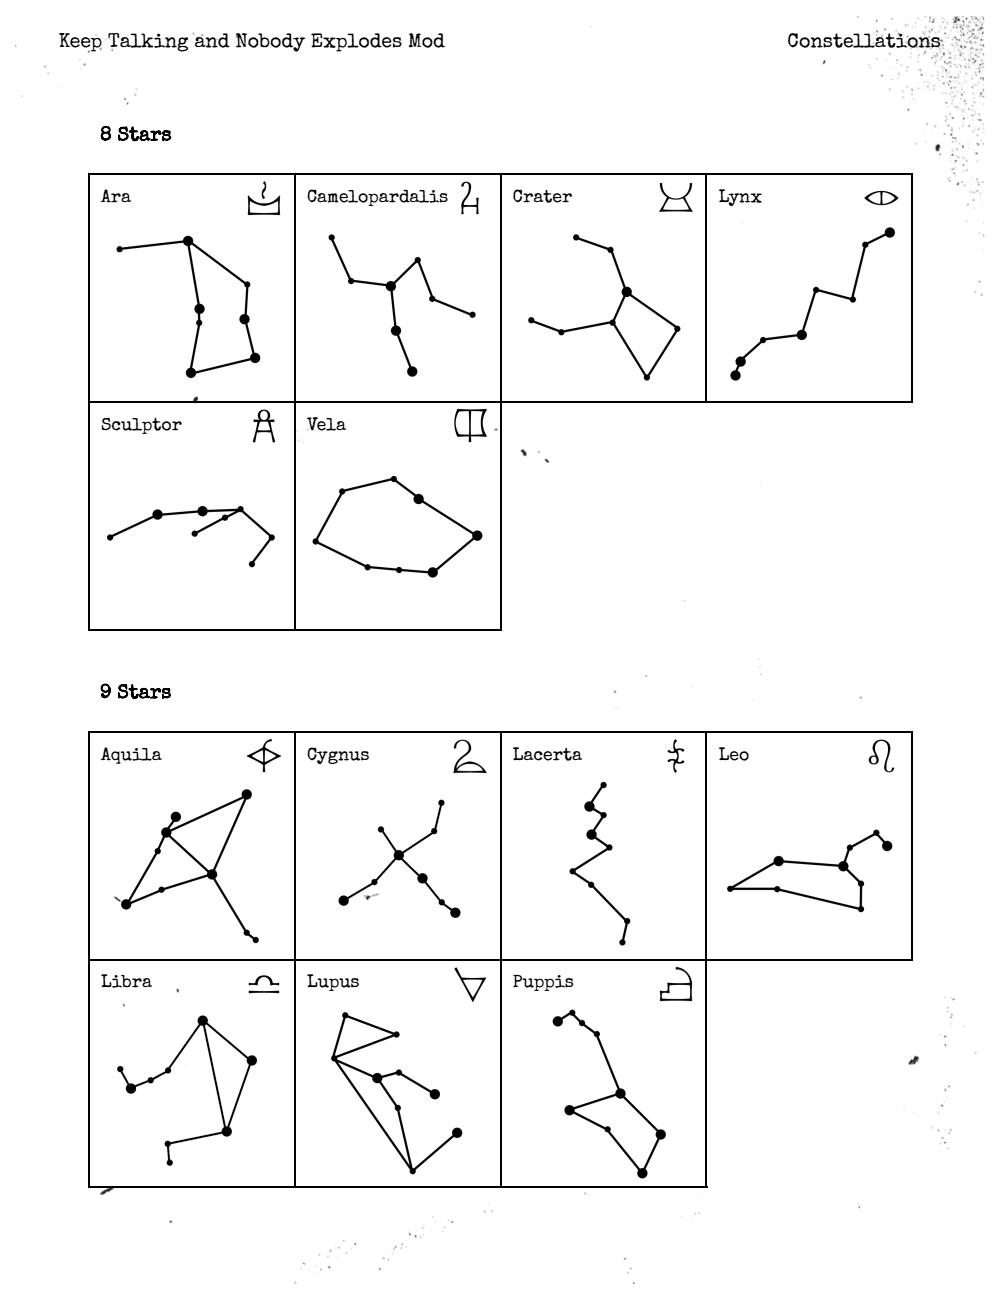 Keep Talking and Nobody Explodes Mod
Constellations
8 Stars
Ara
Camelopardalis
Crater
Lynx
Sculptor
Vela
9 Stars
Aquila
Cygnus
Lacerta
Leo
Libra
Lupus
Puppis